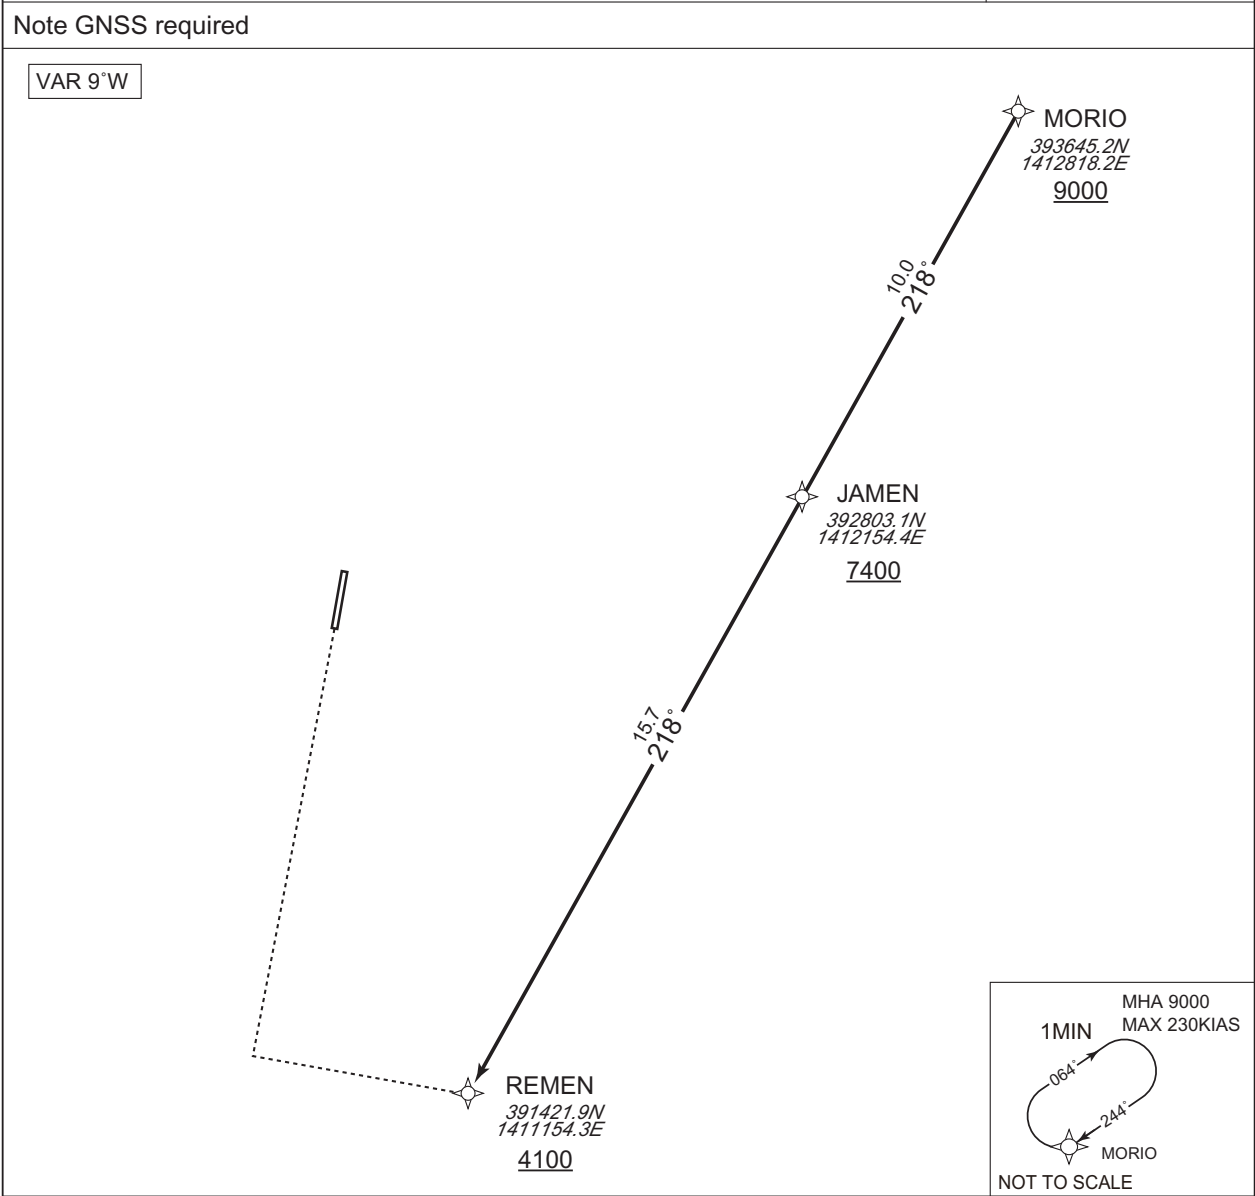 Note GNSS required
VAR 9˚W
MORIO
393645.2N
1412818.2E
9000
10.0
218˚
JAMEN
392803.1N
1412154.4E
7400
15.7
218˚
REMEN
391421.9N
1411154.3E
4100
MHA 9000
MAX 230KIAS
1MIN
064˚
244˚
MORIO
NOT TO SCALE